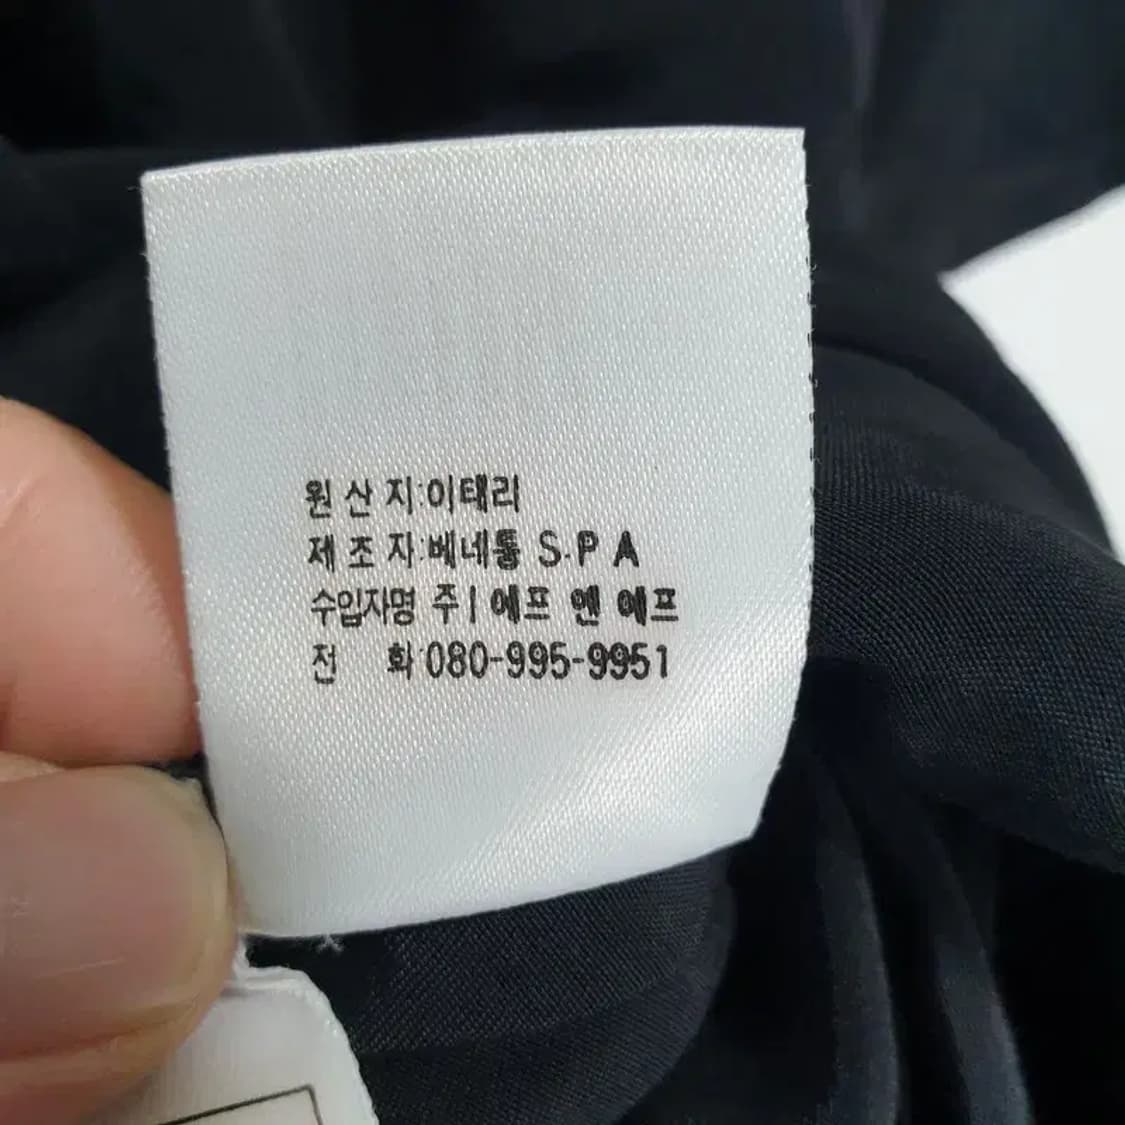 원 산 지:이태리
제 조 자:베네통 S.P A
수입자명 주ㅣ에프 엔 에프
전 화 080-995-9951